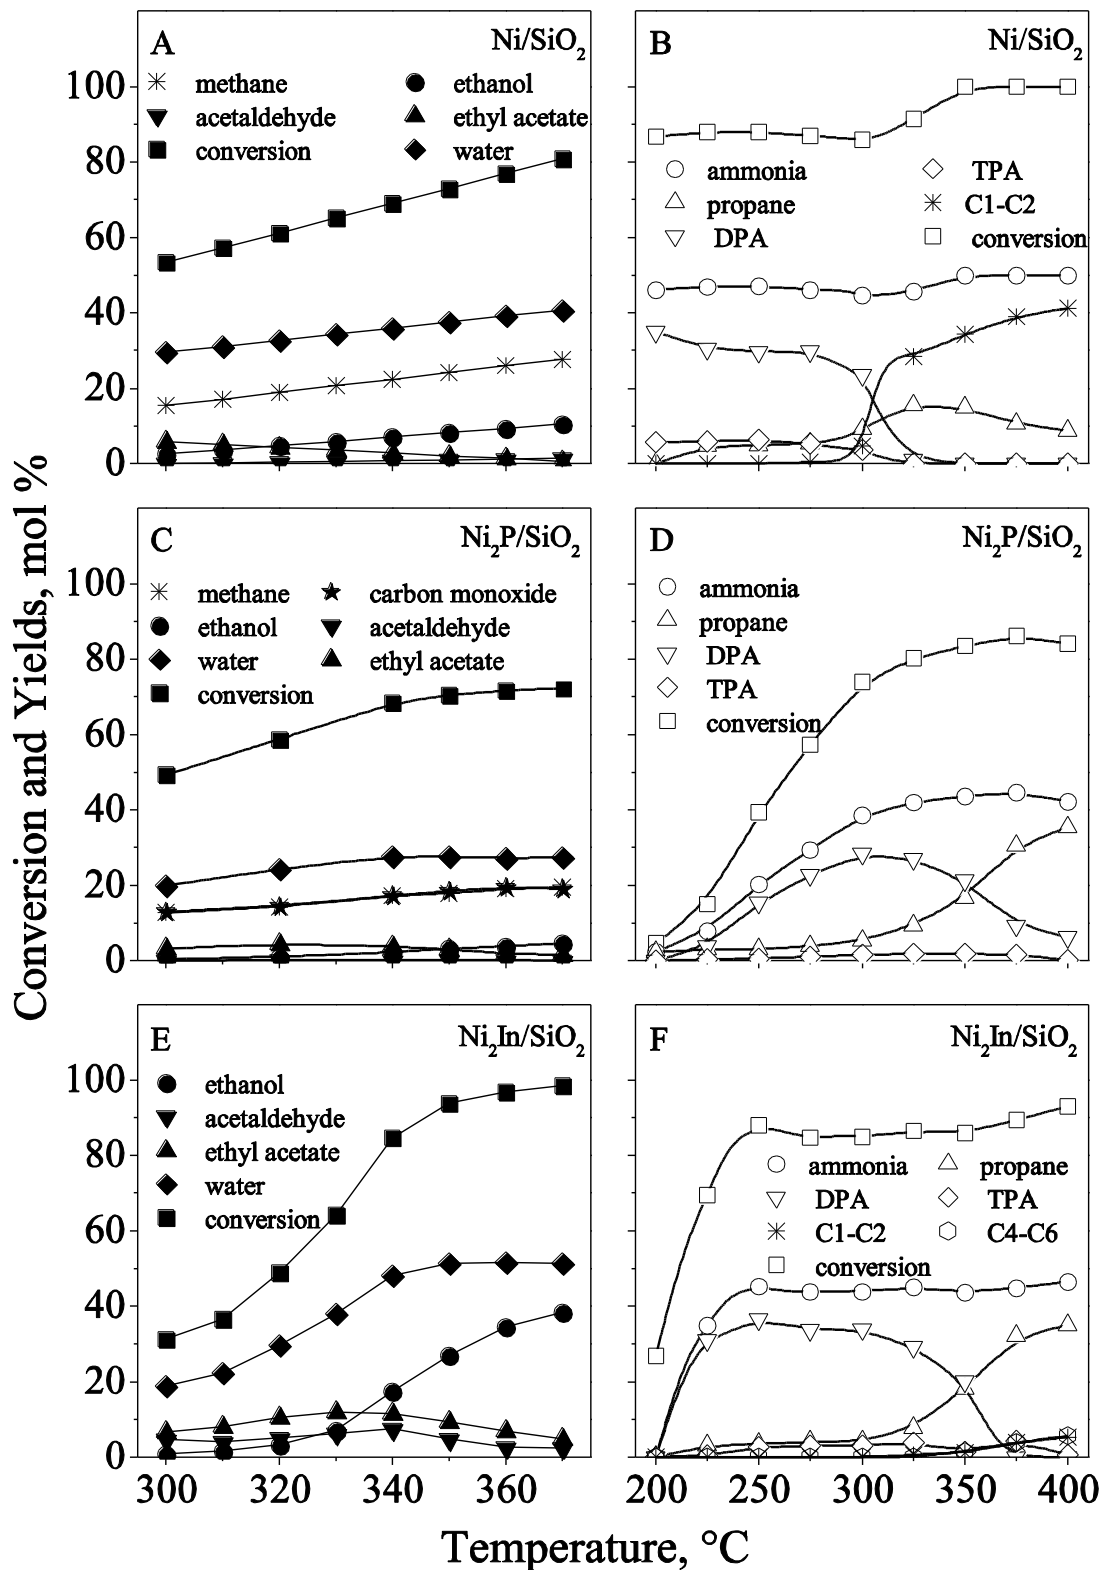 Conversion and Yields, mol %
A Ni/SiO₂
methane ethanol
acetaldehyde ethyl acetate
conversion water
100
80
60
40
20
0
B Ni/SiO₂
ammonia TPA
propane C1-C2
DPA conversion
C Ni₂P/SiO₂
methane carbon monoxide
ethanol acetaldehyde
water ethyl acetate
conversion
100
80
60
40
20
0
D Ni₂P/SiO₂
ammonia
propane
DPA
TPA
conversion
E Ni₂In/SiO₂
ethanol
acetaldehyde
ethyl acetate
water
conversion
100
80
60
40
20
0
300 320 340 360
F Ni₂In/SiO₂
ammonia propane
DPA TPA
C1-C2 C4-C6
conversion
200 250 300 350 400
Temperature, °C